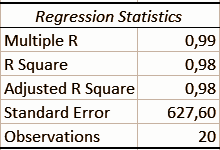 Regression Statistics
Multiple R 0,99
R Square 0,98
Adjusted R Square 0,98
Standard Error 627,60
Observations 20